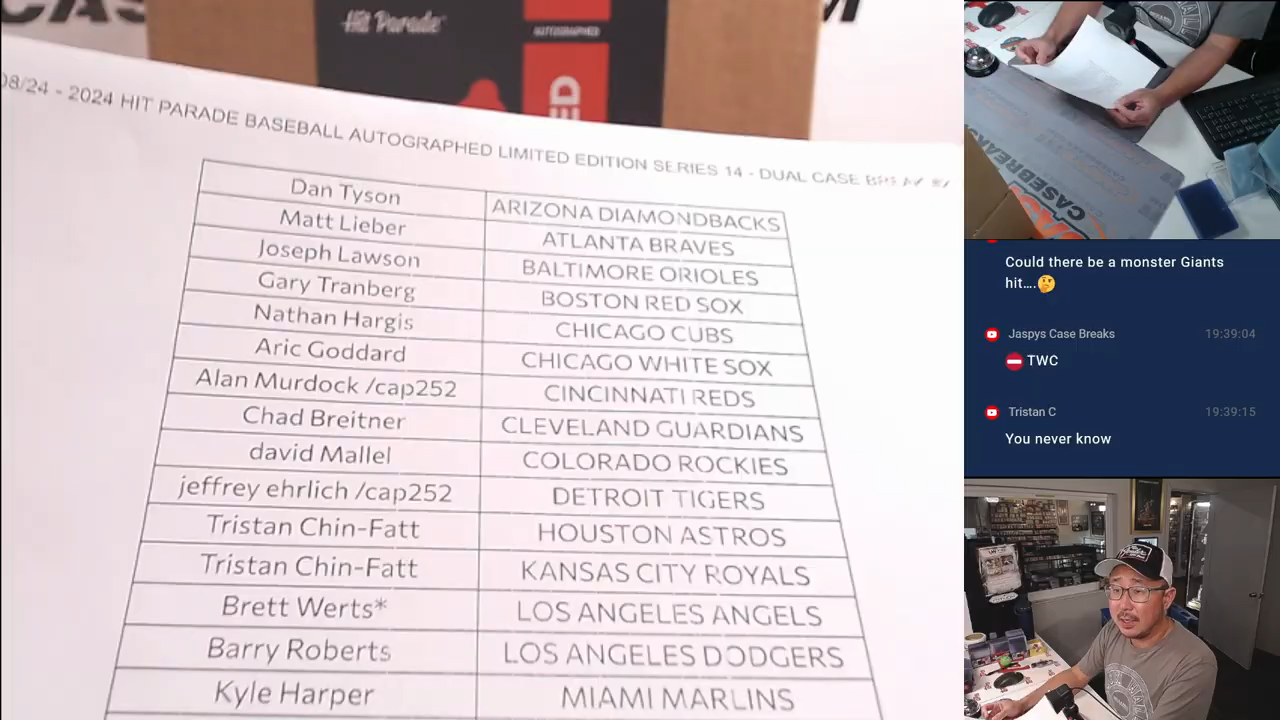 Hit Parade
AUTOGRAPHED
08/24 - 2024 HIT PARADE BASEBALL AUTOGRAPHED LIMITED EDITION SERIES 14 - DUAL CASE
Dan Tyson ARIZONA DIAMONDBACKS
Matt Lieber ATLANTA BRAVES
Joseph Lawson BALTIMORE ORIOLES
Gary Tranberg BOSTON RED SOX
Nathan Hargis CHICAGO CUBS
Aric Goddard CHICAGO WHITE SOX
Alan Murdock /cap252 CINCINNATI REDS
Chad Breitner CLEVELAND GUARDIANS
david Mallel COLORADO ROCKIES
jeffrey ehrlich /cap252 DETROIT TIGERS
Tristan Chin-Fatt HOUSTON ASTROS
Tristan Chin-Fatt KANSAS CITY ROYALS
Brett Werts* LOS ANGELES ANGELS
Barry Roberts LOS ANGELES DODGERS
Kyle Harper MIAMI MARLINS
CASEBREAKS
Could there be a monster Giants
hit....🤔
Jaspys Case Breaks 19:39:04
⛔ TWC
Tristan C 19:39:15
You never know